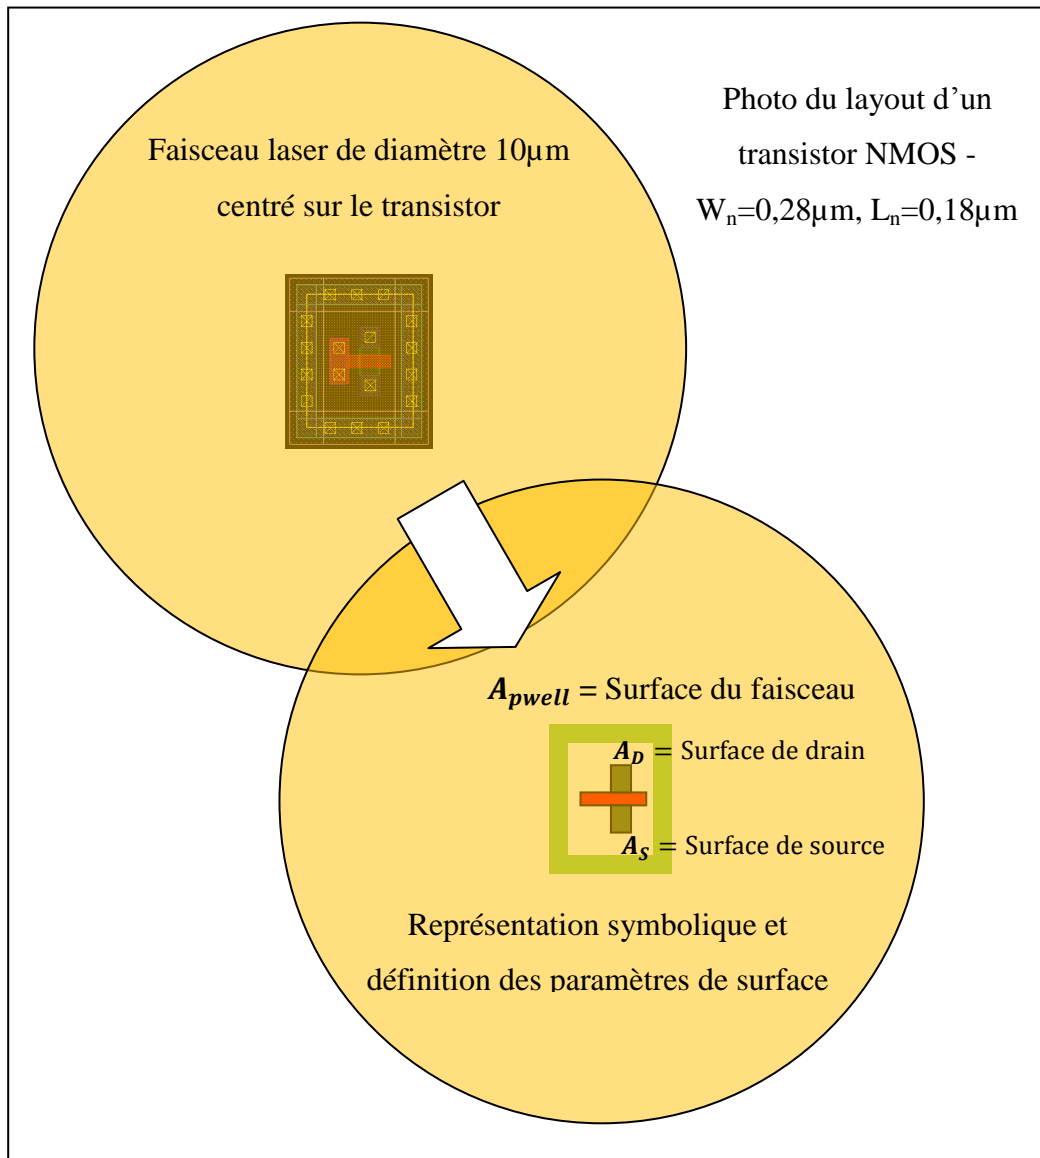 Photo du layout d’un
transistor NMOS -
Wn=0,28µm, Ln=0,18µm
Faisceau laser de diamètre 10µm
centré sur le transistor
Apwell = Surface du faisceau
AD = Surface de drain
AS = Surface de source
Représentation symbolique et
définition des paramètres de surface